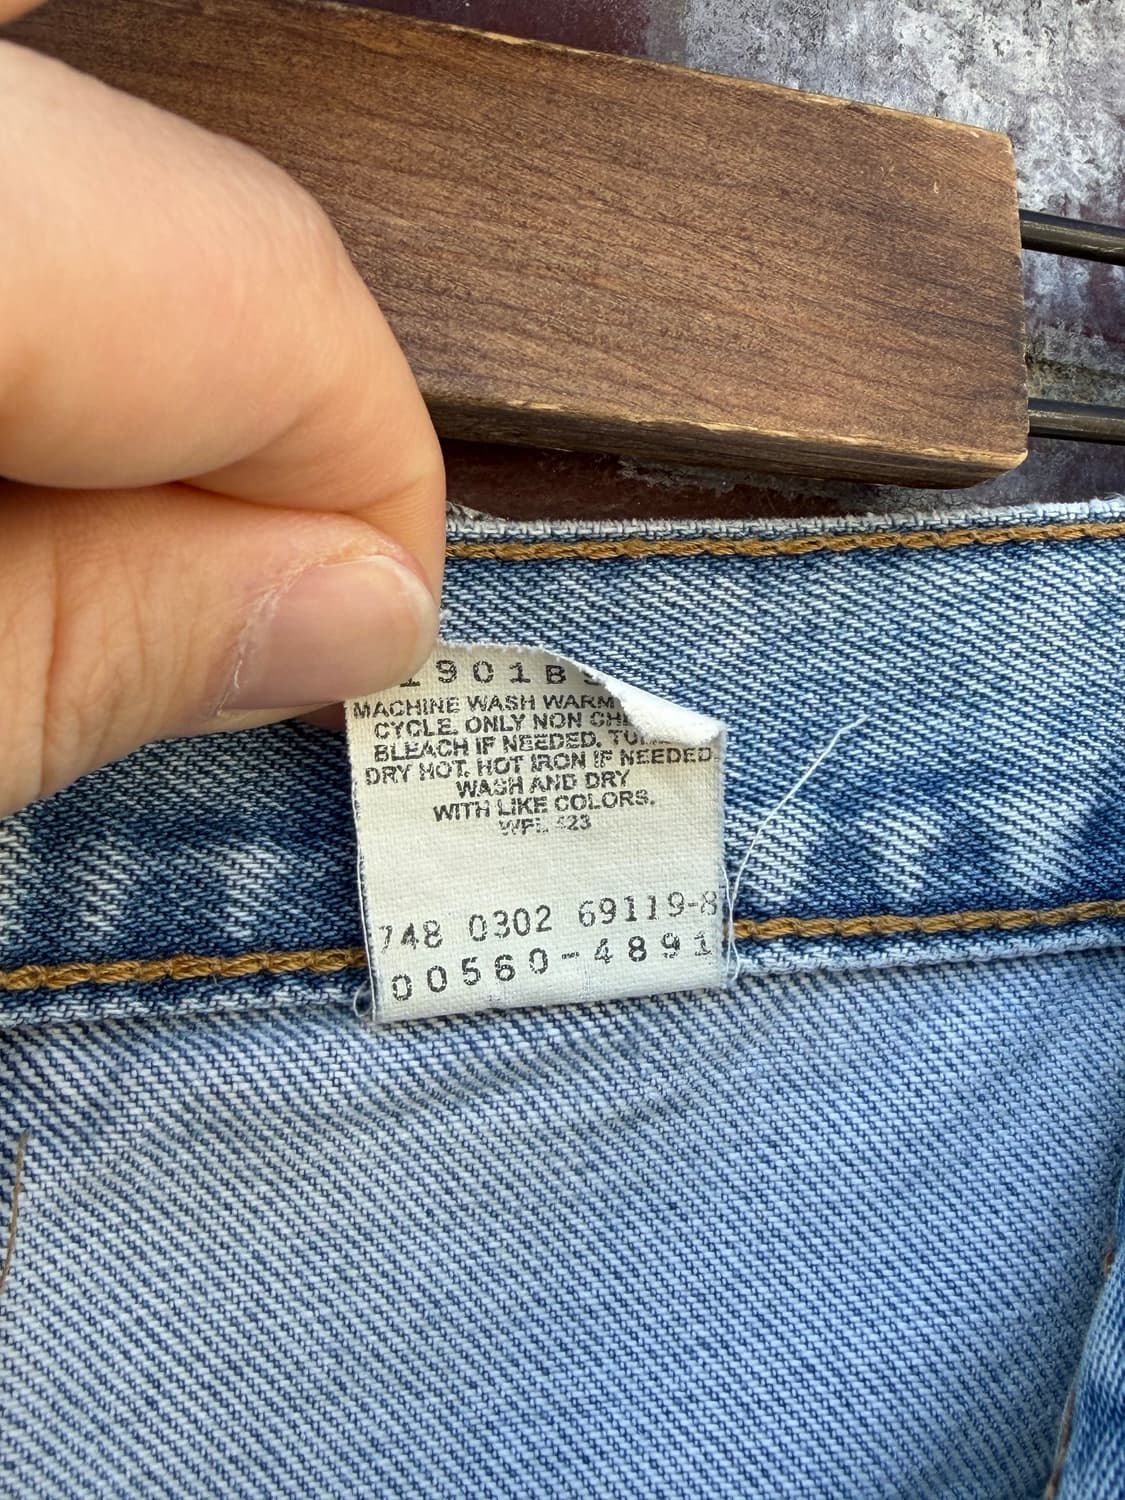 1901B
MACHINE WASH WARM
CYCLE. ONLY NON
BLEACH IF NEEDED.
DRY HOT. HOT IRON IF NEEDED
WASH AND DRY
WITH LIKE COLORS.
WPL 423
748 0302 69119-8
00560-4891